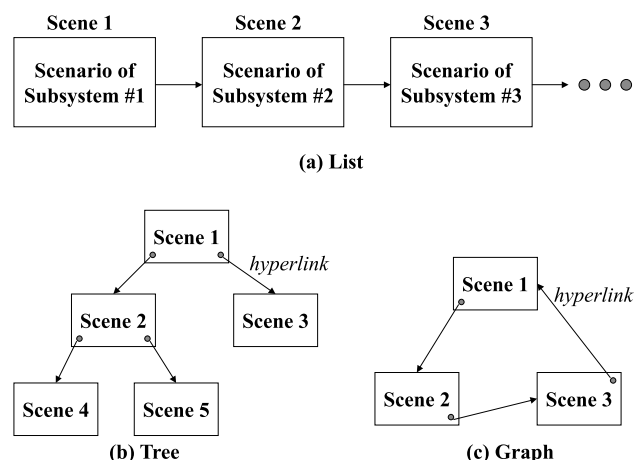 Scene 1 Scene 2 Scene 3
Scenario of Subsystem #1
Scenario of Subsystem #2
Scenario of Subsystem #3
(a) List
Scene 1
hyperlink
Scene 2
Scene 3
Scene 4
Scene 5
(b) Tree
Scene 1
hyperlink
Scene 2
Scene 3
(c) Graph